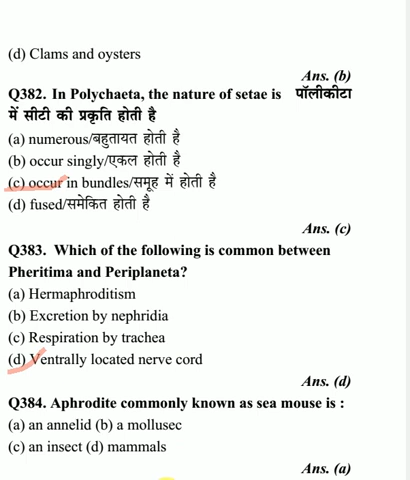 (d) Clams and oysters
Ans. (b)
Q382. In Polychaeta, the nature of setae is पॉलीकीटा
में सीटी की प्रकृति होती है
(a) numerous/बहुतायत होती है
(b) occur singly/एकल होती है
(c) occur in bundles/समूह में होती है
(d) fused/समेकित होती है
Ans. (c)
Q383. Which of the following is common between
Pheritima and Periplaneta?
(a) Hermaphroditism
(b) Excretion by nephridia
(c) Respiration by trachea
(d) Ventrally located nerve cord
Ans. (d)
Q384. Aphrodite commonly known as sea mouse is :
(a) an annelid (b) a mollusec
(c) an insect (d) mammals
Ans. (a)